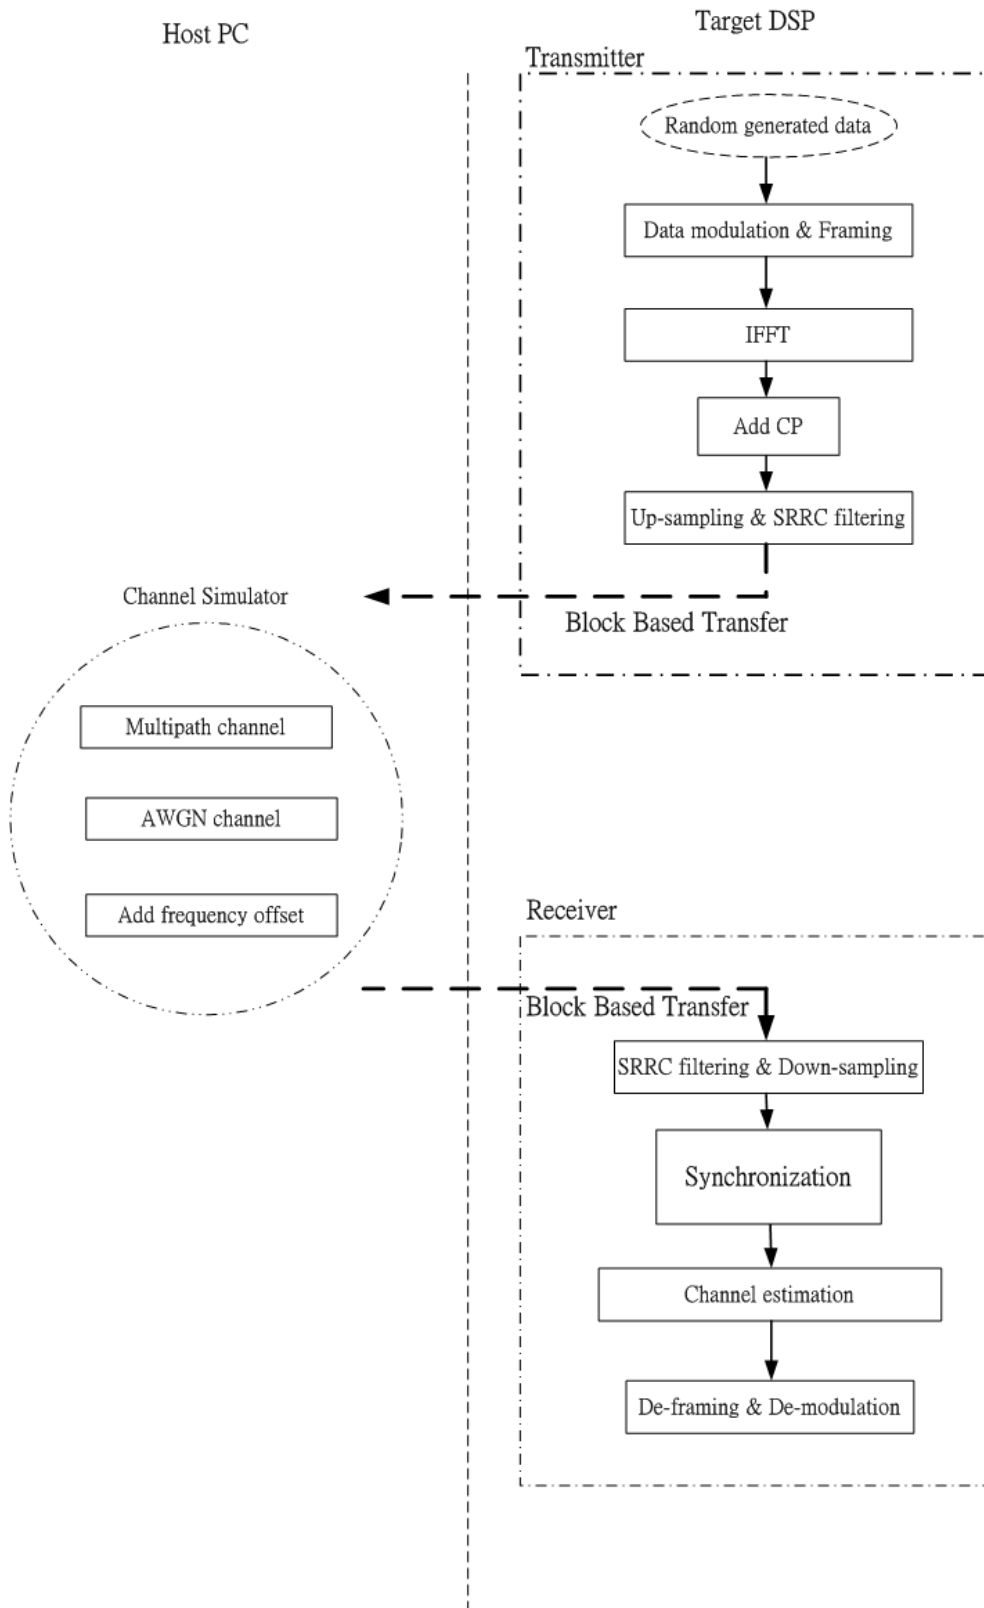 Host PC
Target DSP
Transmitter
Random generated data
Data modulation & Framing
IFFT
Add CP
Up-sampling & SRRC filtering
Channel Simulator
Block Based Transfer
Multipath channel
AWGN channel
Add frequency offset
Receiver
Block Based Transfer
SRRC filtering & Down-sampling
Synchronization
Channel estimation
De-framing & De-modulation